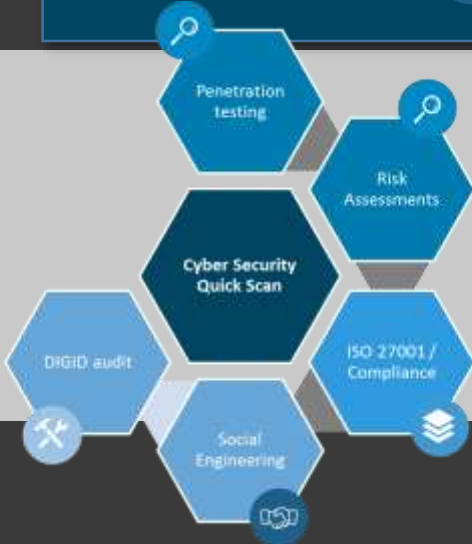 Penetration
testing
Risk
Assessments
Cyber Security
Quick Scan
ISO 27001 /
Compliance
DIGID audit
Social
Engineering